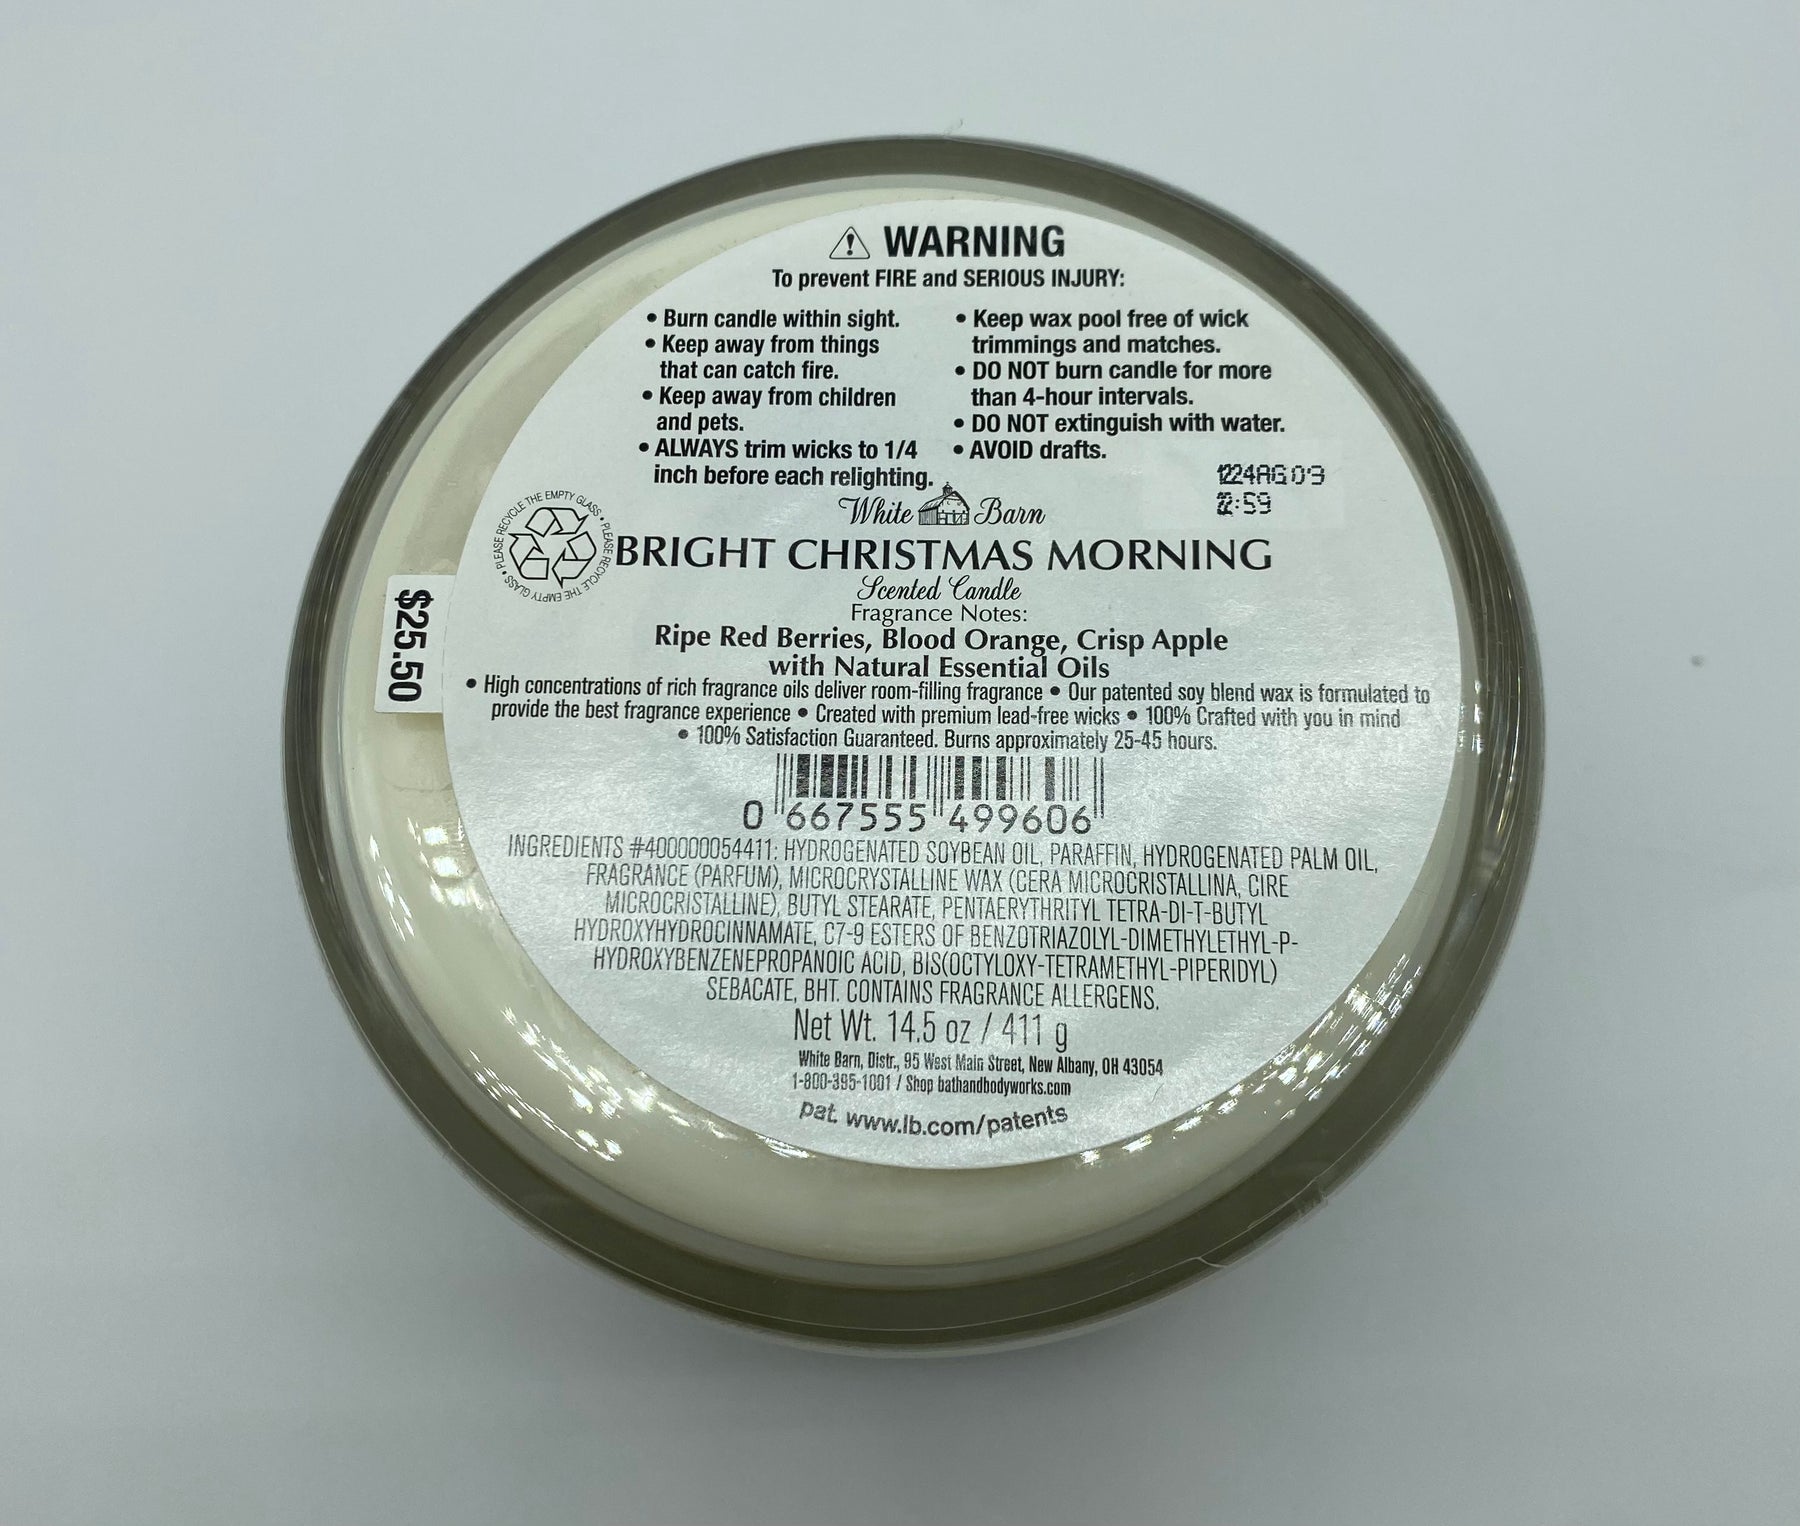 WARNING
To prevent FIRE and SERIOUS INJURY:
• Burn candle within sight.
• Keep away from things
that can catch fire.
• Keep away from children
and pets.
• ALWAYS trim wicks to 1/4
inch before each relighting.
• Keep wax pool free of wick
trimmings and matches.
• DO NOT burn candle for more
than 4-hour intervals.
• DO NOT extinguish with water.
• AVOID drafts.
:59
White Barn
PLEASE RECYCLE THE EMPTY GLASS • PLEASE RECYCLE THE EMPTY GLASS •
BRIGHT CHRISTMAS MORNING
Scented Candle
Fragrance Notes:
Ripe Red Berries, Blood Orange, Crisp Apple
with Natural Essential Oils
• High concentrations of rich fragrance oils deliver room-filling fragrance • Our patented soy blend wax is formulated to
provide the best fragrance experience • Created with premium lead-free wicks • 100% Crafted with you in mind
• 100% Satisfaction Guaranteed. Burns approximately 25-45 hours.
$25.50
0 667555 499606
INGREDIENTS #400000054411: HYDROGENATED SOYBEAN OIL, PARAFFIN, HYDROGENATED PALM OIL,
FRAGRANCE (PARFUM), MICROCRYSTALLINE WAX (CERA MICROCRISTALLINA, CIRE
MICROCRISTALLINE), BUTYL STEARATE, PENTAERYTHRITYL TETRA-DI-T-BUTYL
HYDROXYHYDROCINNAMATE, C7-9 ESTERS OF BENZOTRIAZOLYL-DIMETHYLETHYL-P-
HYDROXYBENZENEPROPANOIC ACID, BIS(OCTYLOXY-TETRAMETHYL-PIPERIDYL)
SEBACATE, BHT. CONTAINS FRAGRANCE ALLERGENS.
Net Wt. 14.5 oz / 411 g
White Barn, Distr., 95 West Main Street, New Albany, OH 43054
1-800-395-1001 / Shop bathandbodyworks.com
pat. www.lb.com/patents